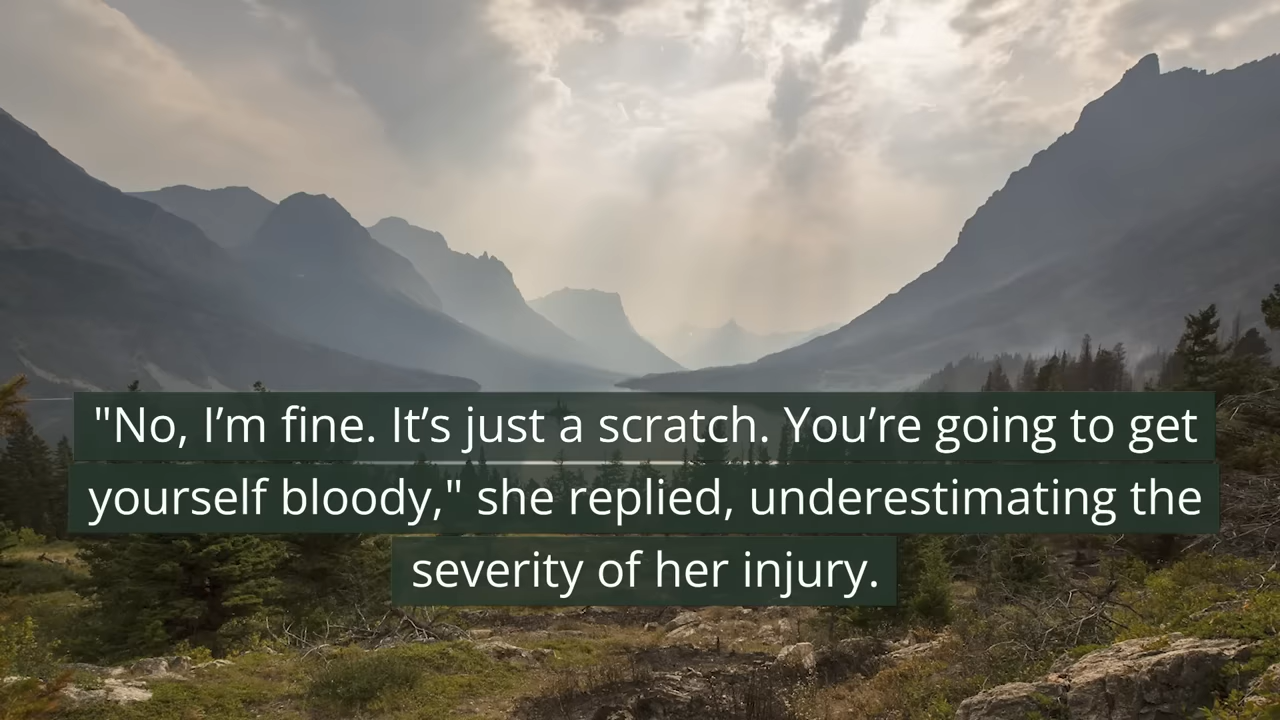 "No, I’m fine. It’s just a scratch. You’re going to get
yourself bloody," she replied, underestimating the
severity of her injury.